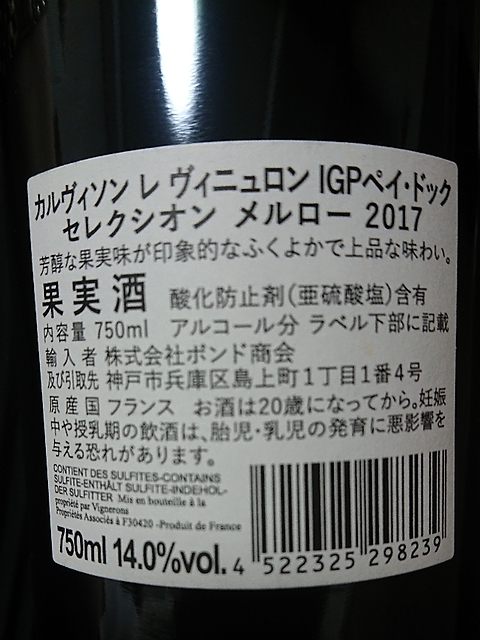 カルヴィソン レ ヴィニュロン IGPペイ・ドック
セレクシオン メルロー 2017
芳醇な果実味が印象的なふくよかで上品な味わい。
果実酒 酸化防止剤(亜硫酸塩)含有
内容量 750ml アルコール分 ラベル下部に記載
輸入者 株式会社ボンド商会
及び引取先 神戸市兵庫区島上町1丁目1番4号
原産国 フランス お酒は20歳になってから。妊娠
中や授乳期の飲酒は、胎児・乳児の発育に悪影響を
与える恐れがあります。
CONTIENT DES SULFITES-CONTAINS
SULFITE-ENTHÄLT SULFITE-INDEHOL-
DER SULFITTER Mis en bouteille à la
propriété par Vignerons
Propriétés Associés à F30420 -Produit de France
750ml 14.0%vol.
4 522325 298239